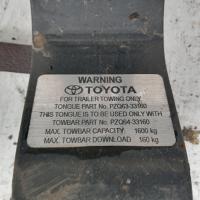 WARNING
TOYOTA
FOR TRAILER TOWING ONLY
TONGUE PART No. PZQ63-33160
THIS TONGUE IS TO BE USED ONLY WITH
TOWBAR PART No. PZQ64-33160
MAX. TOWBAR CAPACITY 1600 kg
MAX. TOWBAR DOWNLOAD 160 kg